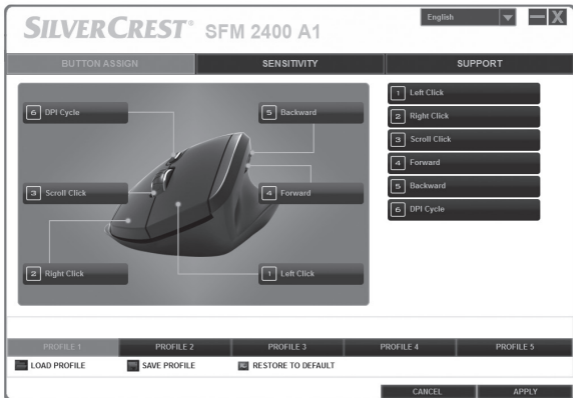 English
SILVERCREST® SFM 2400 A1
BUTTON ASSIGN SENSITIVITY SUPPORT
6 DPI Cycle
5 Backward
3 Scroll Click
4 Forward
2 Right Click
1 Left Click
1 Left Click
2 Right Click
3 Scroll Click
4 Forward
5 Backward
6 DPI Cycle
PROFILE 1 PROFILE 2 PROFILE 3 PROFILE 4 PROFILE 5
LOAD PROFILE SAVE PROFILE RESTORE TO DEFAULT
CANCEL APPLY